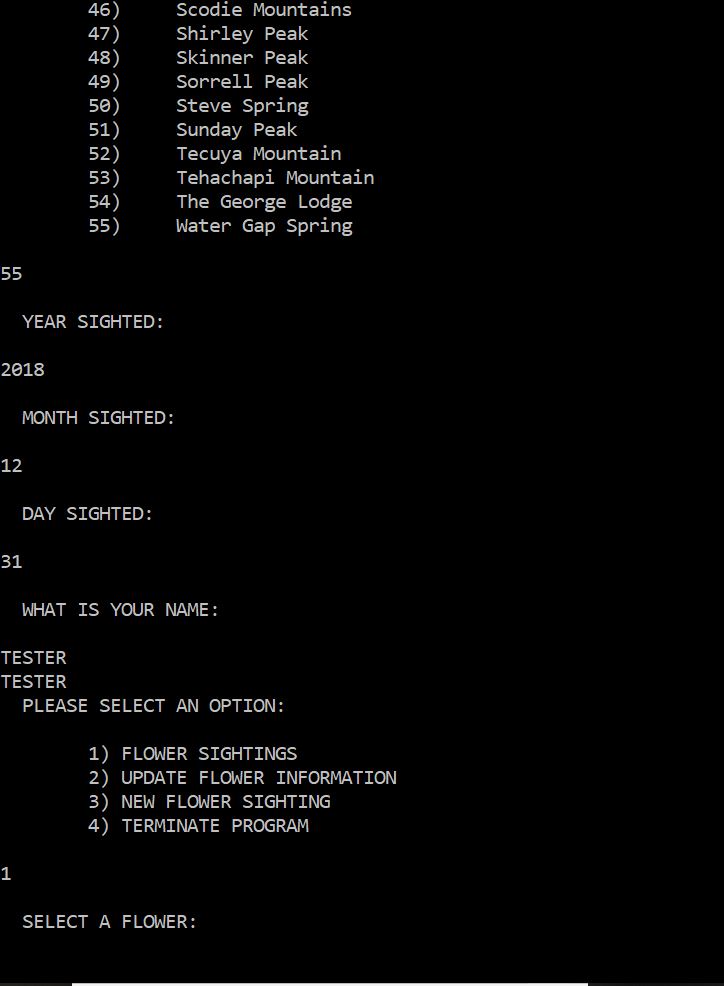 46) Scodie Mountains
47) Shirley Peak
48) Skinner Peak
49) Sorrell Peak
50) Steve Spring
51) Sunday Peak
52) Tecuya Mountain
53) Tehachapi Mountain
54) The George Lodge
55) Water Gap Spring
55
YEAR SIGHTED:
2018
MONTH SIGHTED:
12
DAY SIGHTED:
31
WHAT IS YOUR NAME:
TESTER
TESTER
PLEASE SELECT AN OPTION:
1) FLOWER SIGHTINGS
2) UPDATE FLOWER INFORMATION
3) NEW FLOWER SIGHTING
4) TERMINATE PROGRAM
1
SELECT A FLOWER: